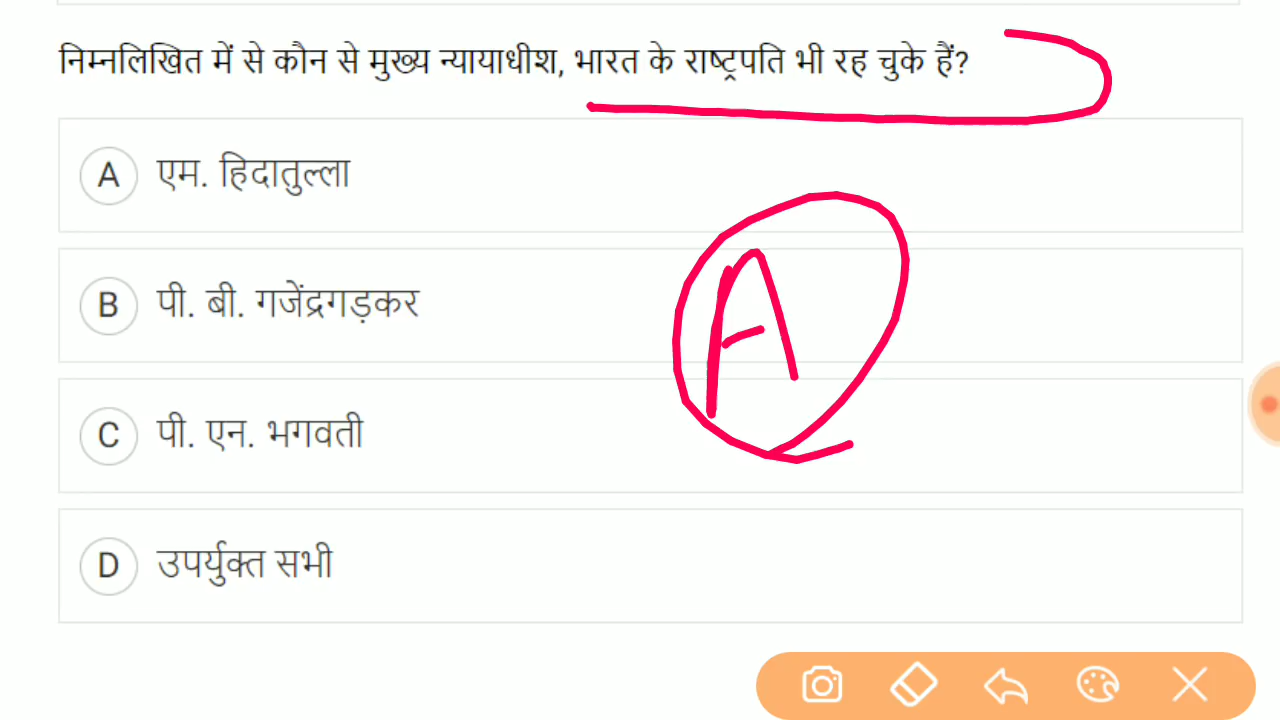 निम्नलिखित में से कौन से मुख्य न्यायाधीश, भारत के राष्ट्रपति भी रह चुके हैं?
A एम. हिदातुल्ला
B पी. बी. गजेंद्रगड़कर
A
C पी. एन. भगवती
D उपर्युक्त सभी